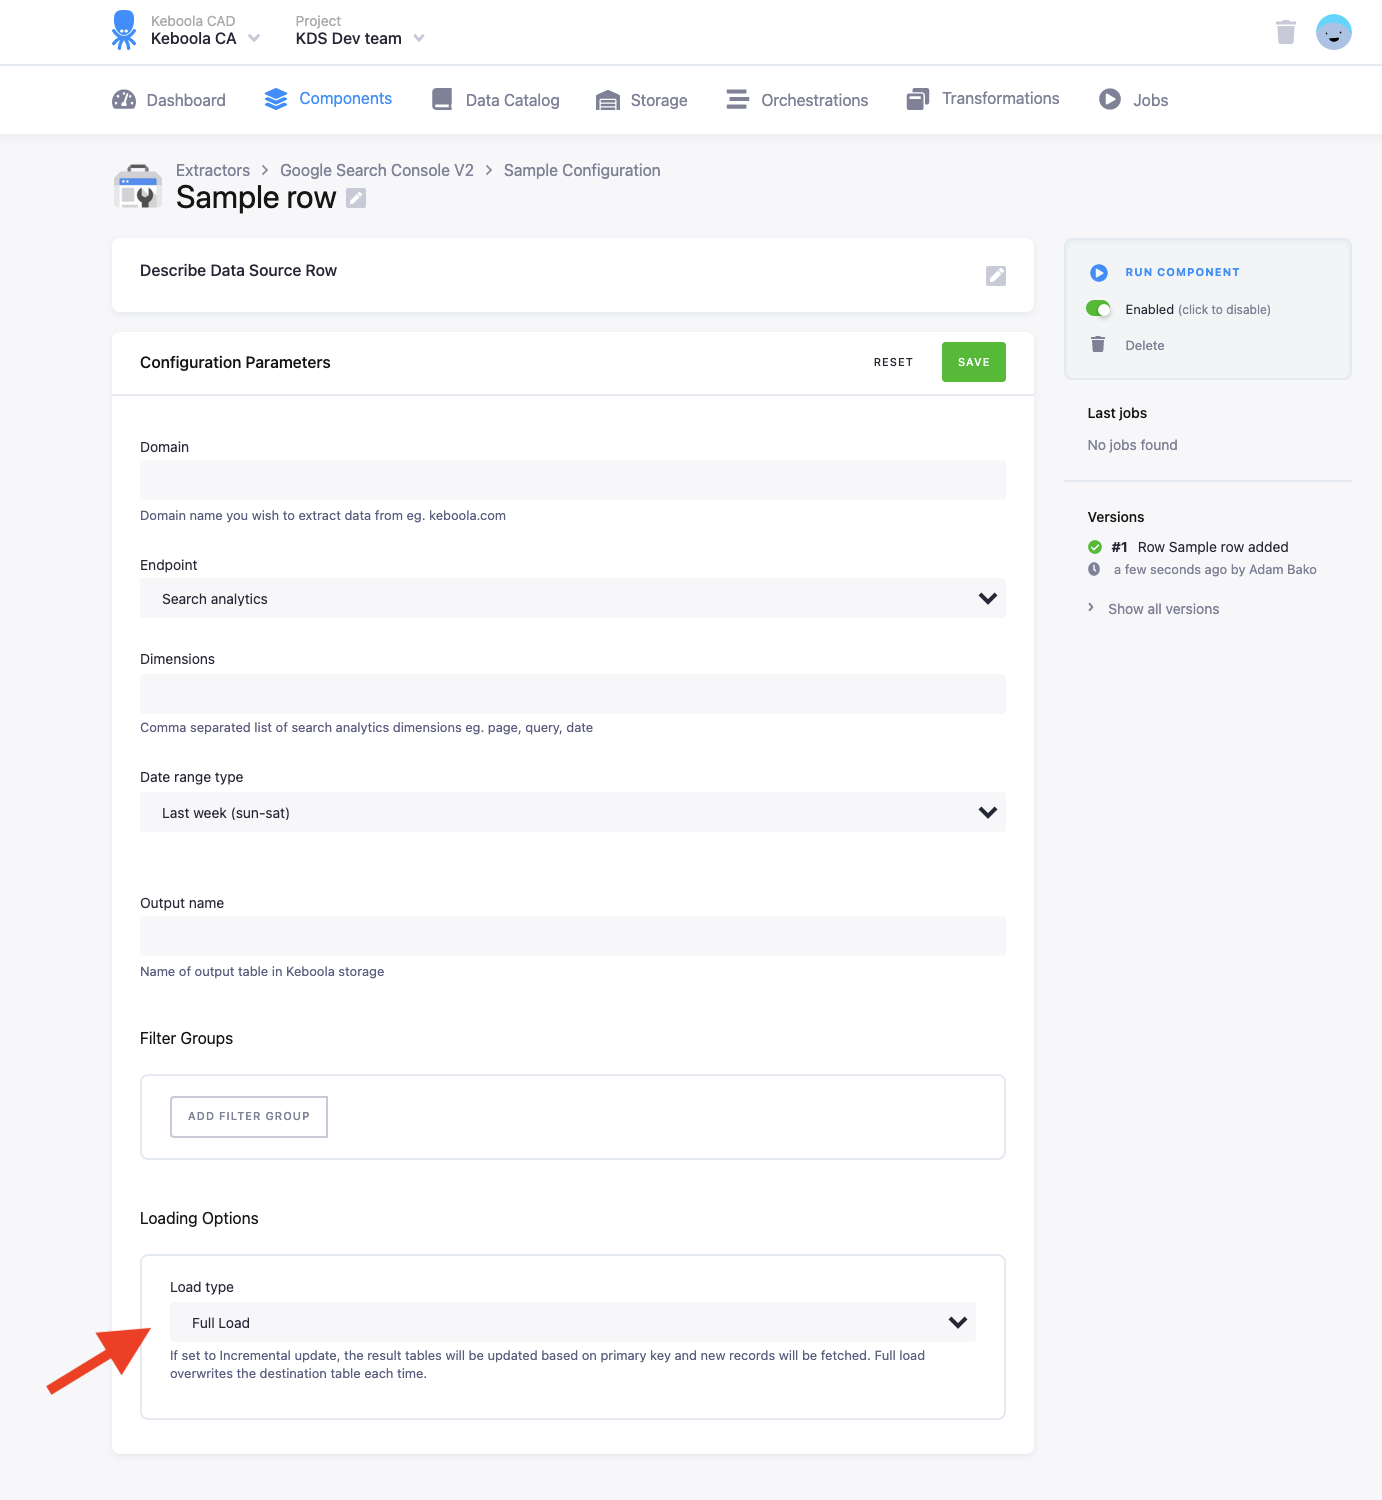 Keboola CAD
Keboola CA
Project
KDS Dev team
Dashboard
Components
Data Catalog
Storage
Orchestrations
Transformations
Jobs
Extractors > Google Search Console V2 > Sample Configuration
Sample row
Describe Data Source Row
Configuration Parameters
RESET
SAVE
Domain
Domain name you wish to extract data from eg. keboola.com
Endpoint
Search analytics
Dimensions
Comma separated list of search analytics dimensions eg. page, query, date
Date range type
Last week (sun-sat)
Output name
Name of output table in Keboola storage
Filter Groups
ADD FILTER GROUP
Loading Options
Load type
Full Load
If set to Incremental update, the result tables will be updated based on primary key and new records will be fetched. Full load
overwrites the destination table each time.
RUN COMPONENT
Enabled (click to disable)
Delete
Last jobs
No jobs found
Versions
#1 Row Sample row added
a few seconds ago by Adam Bako
Show all versions